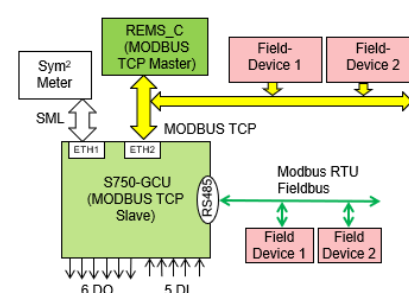 REMS_C
(MODBUS
TCP Master)
Field-
Device 1
Field-
Device 2
Sym²
Meter
SML
MODBUS TCP
ETH1
ETH2
S750-GCU
(MODBUS TCP
Slave)
RS485
Modbus RTU
Fieldbus
Field
Device 1
Field
Device 2
6 DO
5 DI